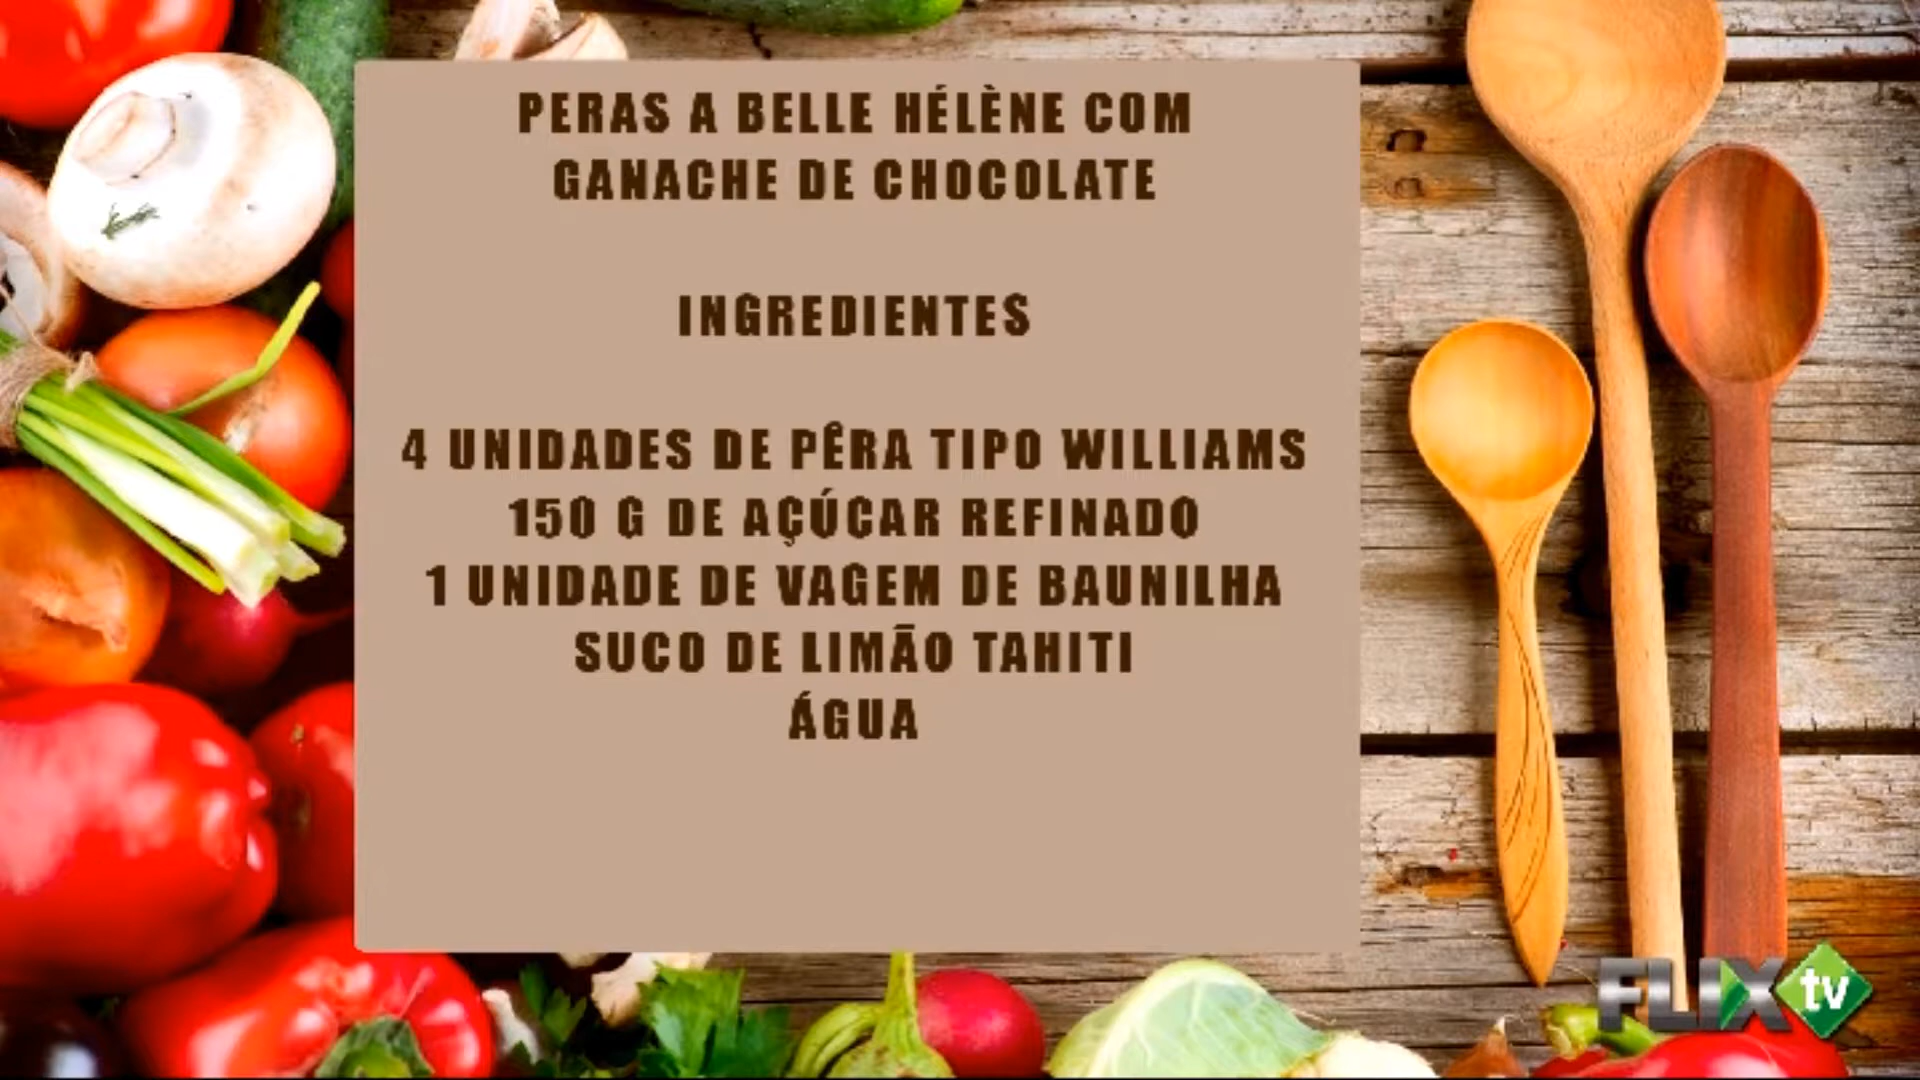 PERAS A BELLE HÉLÈNE COM
GANACHE DE CHOCOLATE
INGREDIENTES
4 UNIDADES DE PÊRA TIPO WILLIAMS
150 G DE AÇÚCAR REFINADO
1 UNIDADE DE VAGEM DE BAUNILHA
SUCO DE LIMÃO TAHITI
ÁGUA
FLIX tv